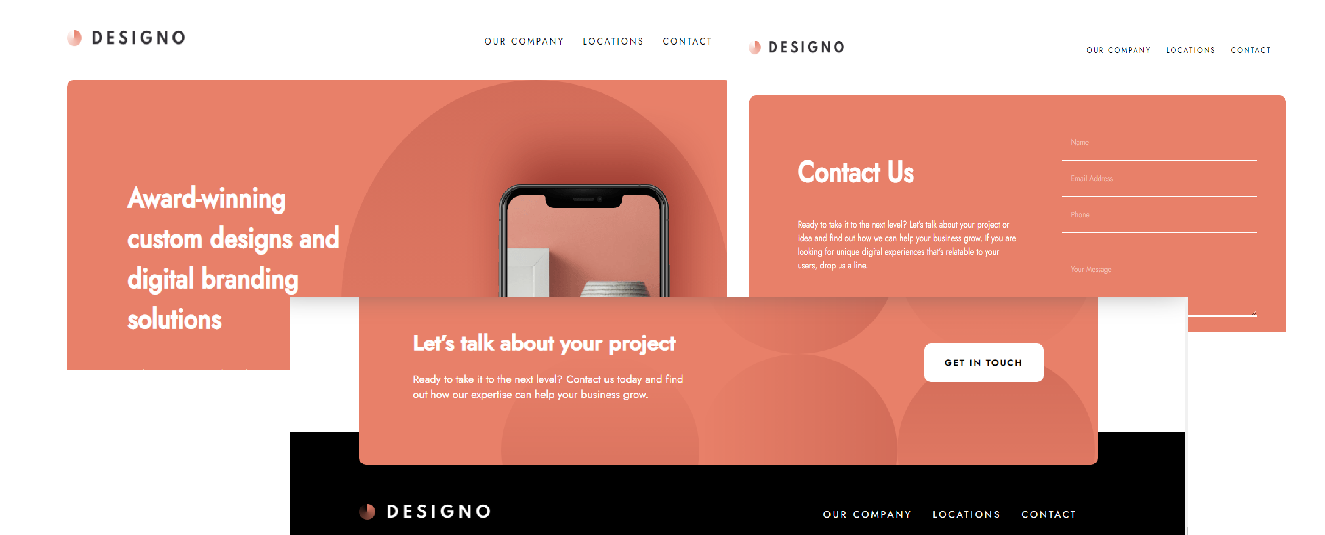 DESIGNO
OUR COMPANY LOCATIONS CONTACT
Award-winning
custom designs and
digital branding
solutions
DESIGNO
OUR COMPANY LOCATIONS CONTACT
Contact Us
Ready to take it to the next level? Let's talk about your project or
idea and find out how we can help your business grow. If you are
looking for unique digital experiences that's relatable to your
users, drop us a line.
Name
Email Address
Phone
Your Message
Let's talk about your project
Ready to take it to the next level? Contact us today and find
out how our expertise can help your business grow.
GET IN TOUCH
DESIGNO
OUR COMPANY LOCATIONS CONTACT